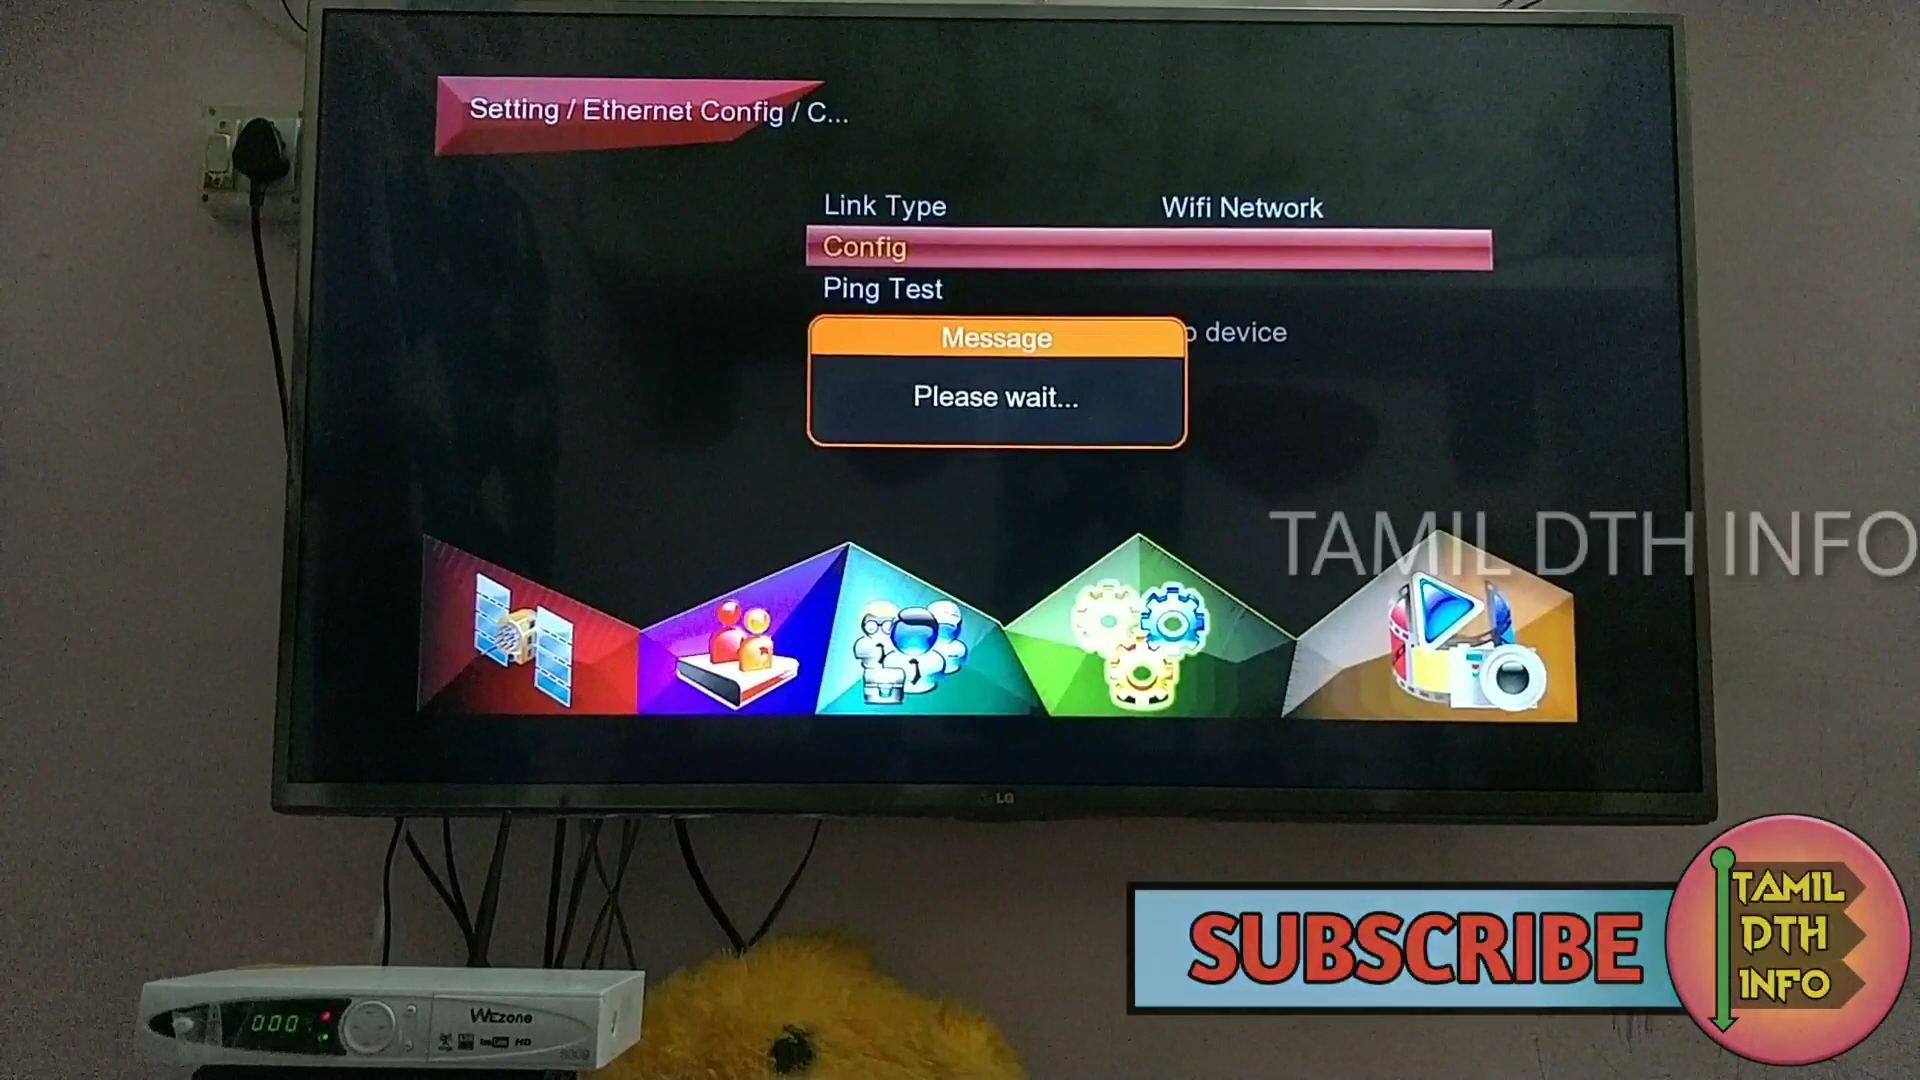 Setting / Ethernet Config / C...
Link Type Wifi Network
Config
Ping Test
o device
Message
Please wait...
TAMIL DTH INFO
LG
SUBSCRIBE
TAMIL
DTH
INFO
000
WEzone
HD